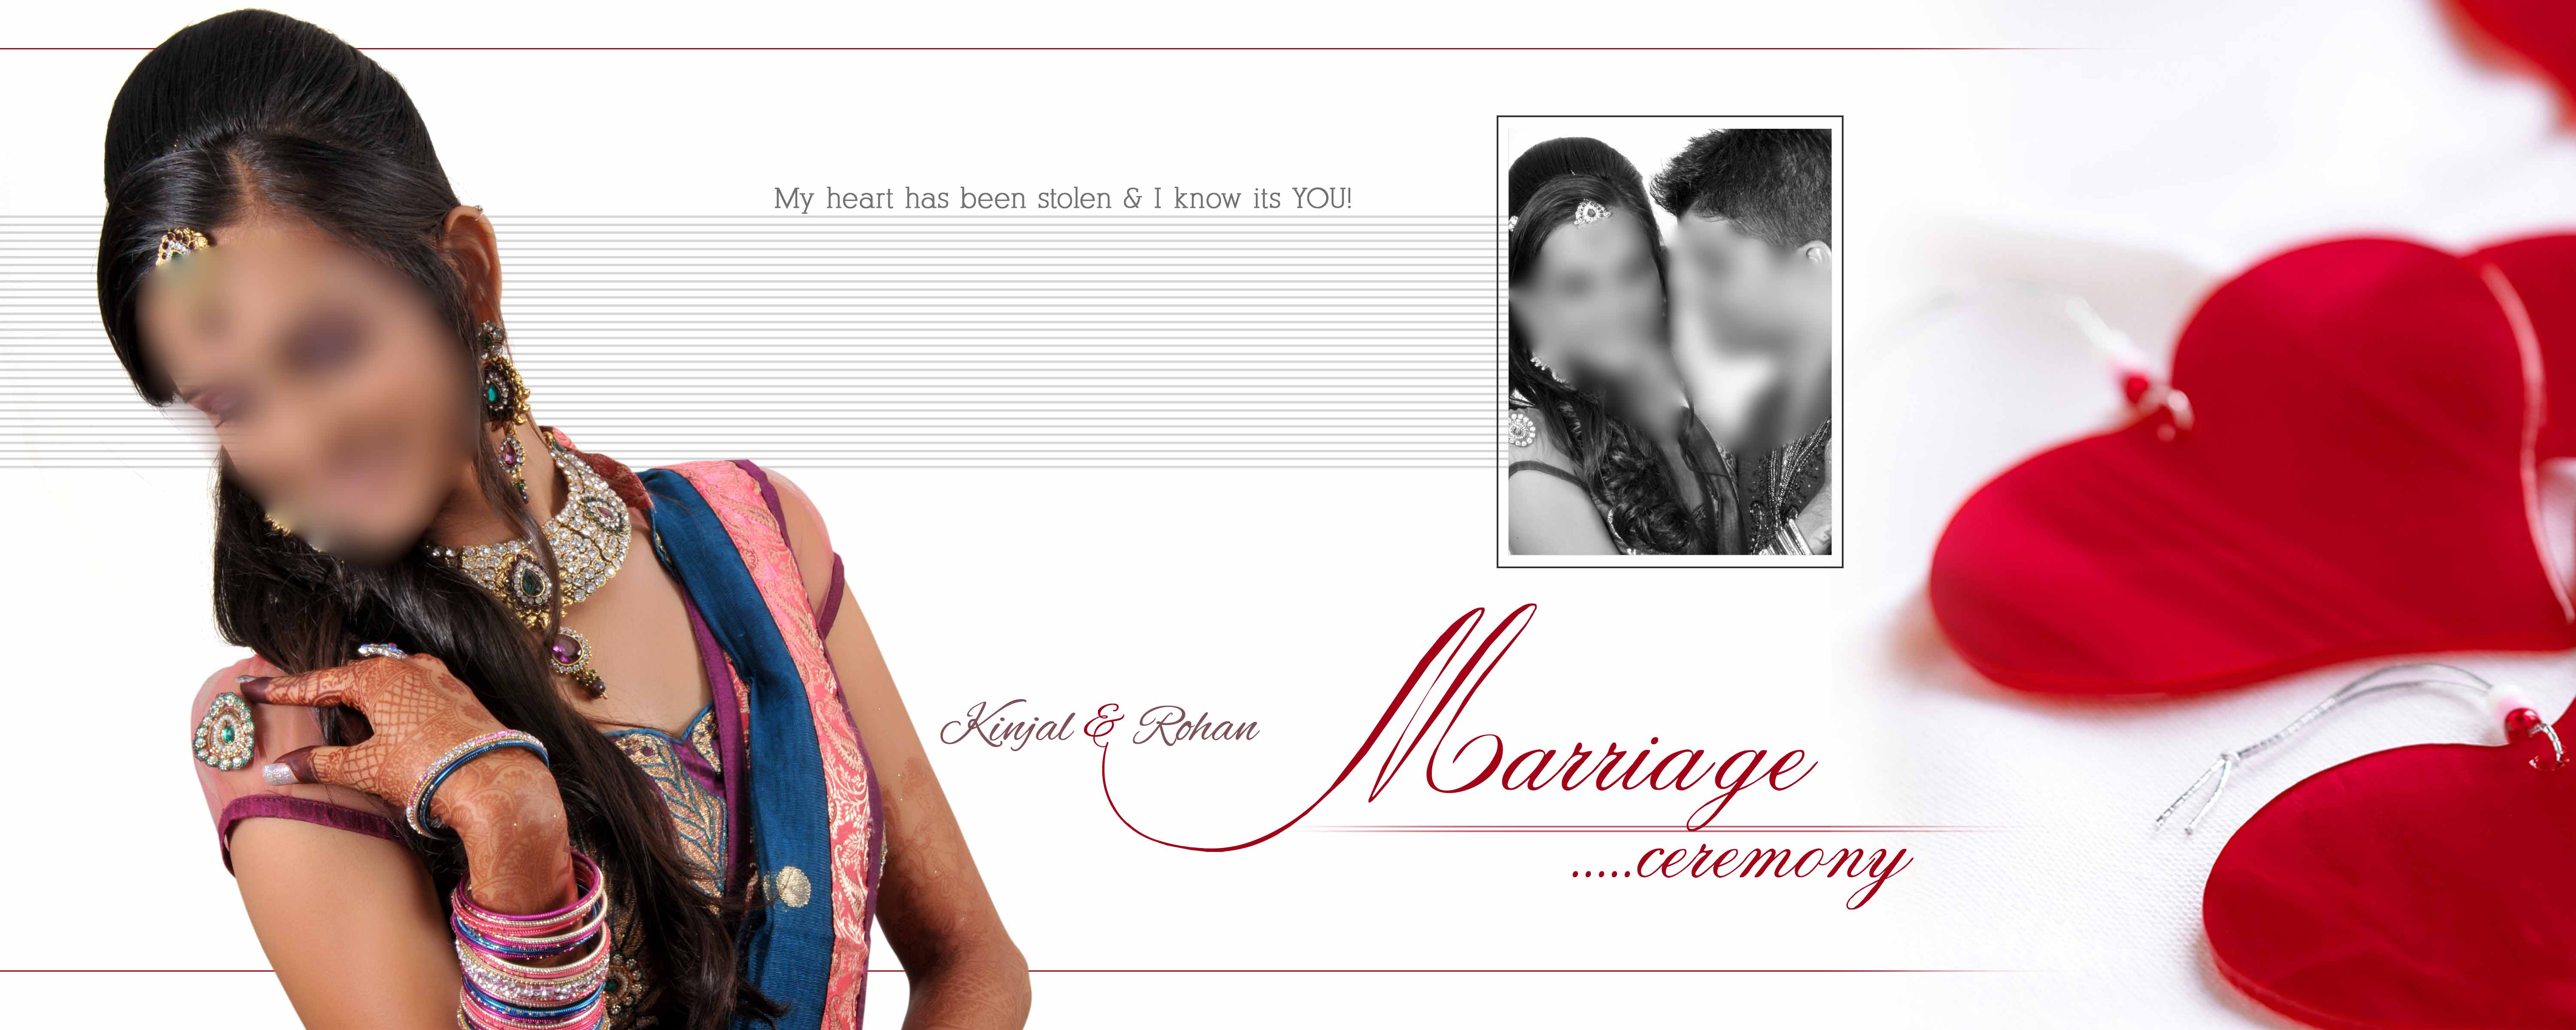 My heart has been stolen & I know its YOU!
Kinjal & Rohan
Marriage
.....ceremony